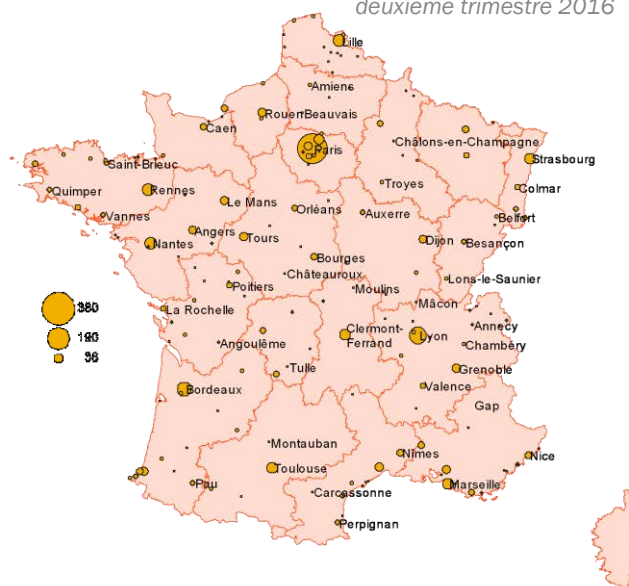 deuxième trimestre 2016
Lille
Amiens
Rouen
Beauvais
Caen
Paris
Châlons-en-Champagne
Saint-Brieuc
Strasbourg
Quimper
Rennes
Troyes
Colmar
Le Mans
Vannes
Orléans
Auxerre
Belfort
Angers
Nantes
Tours
Dijon
Besançon
Bourges
Châteauroux
Lons-le-Saunier
Poitiers
Moulins
La Rochelle
Mâcon
Annecy
Clermont-
Ferrand
Lyon
Angoulême
Chambéry
Tulle
Grenoble
Bordeaux
Valence
Gap
Montauban
Nîmes
Nice
Toulouse
Pau
Marseille
Carcassonne
Perpignan